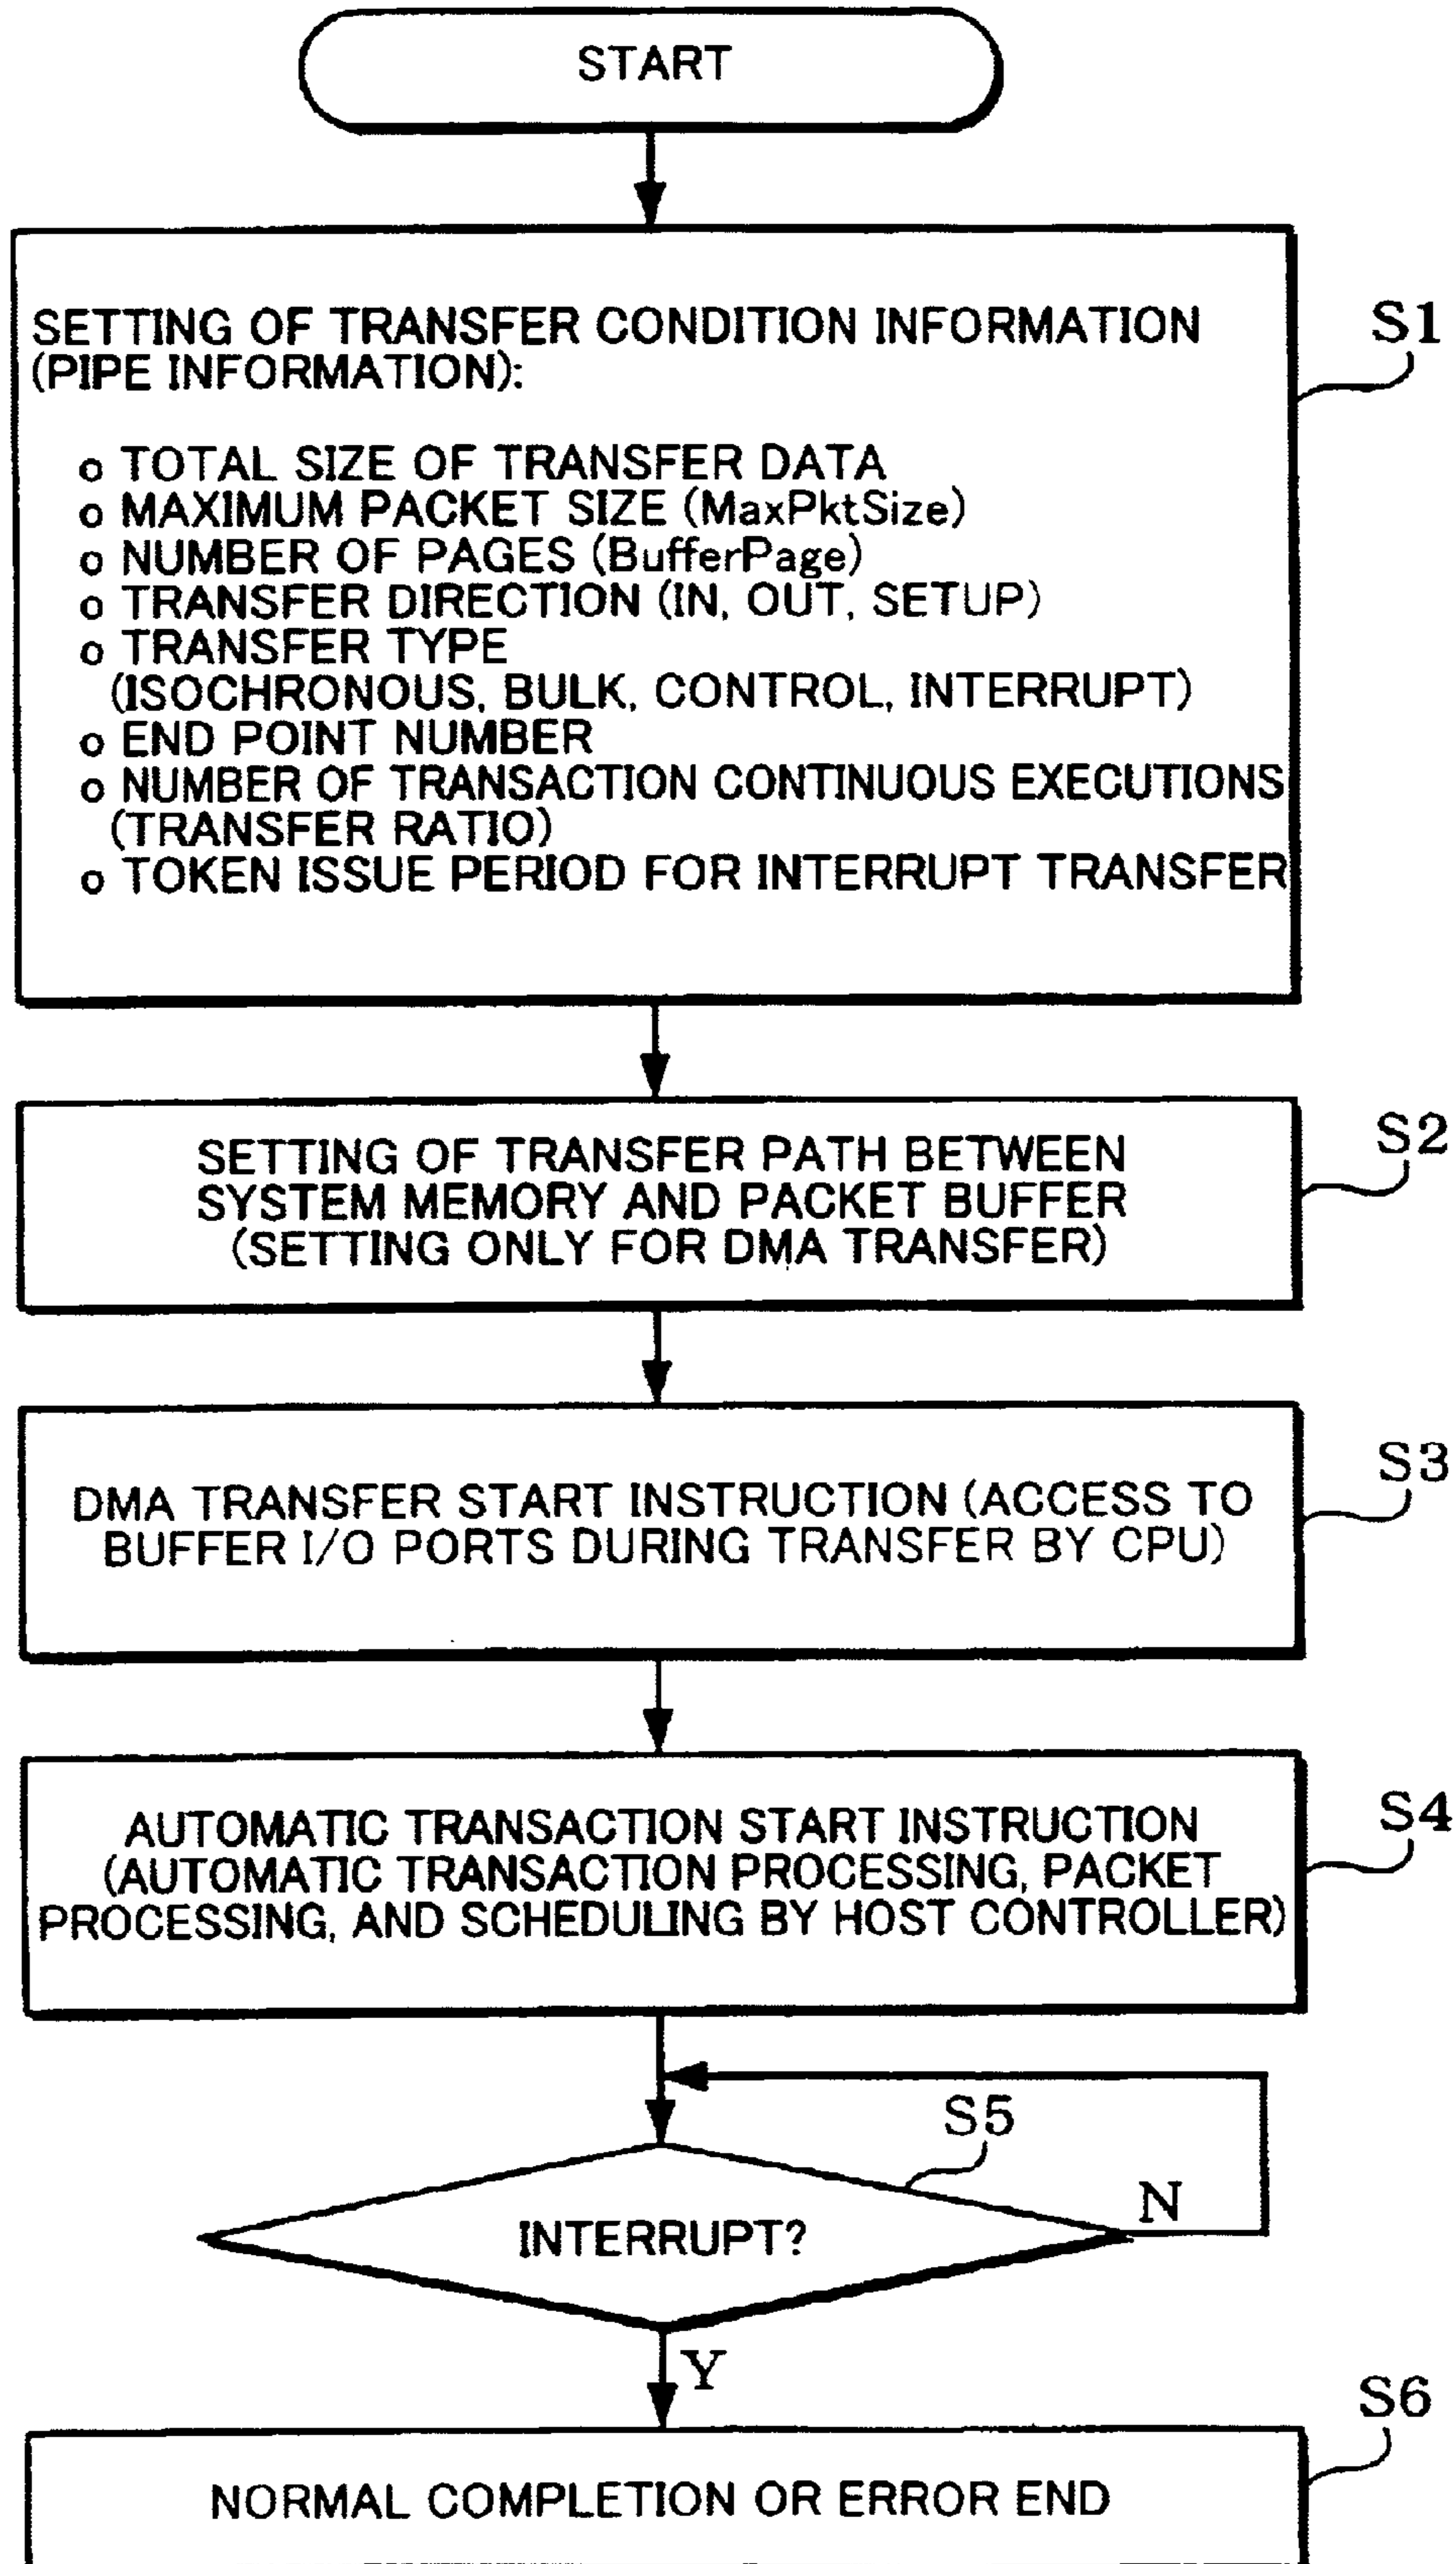 START
SETTING OF TRANSFER CONDITION INFORMATION
(PIPE INFORMATION):
S1
o TOTAL SIZE OF TRANSFER DATA
o MAXIMUM PACKET SIZE (MaxPktSize)
o NUMBER OF PAGES (BufferPage)
o TRANSFER DIRECTION (IN, OUT, SETUP)
o TRANSFER TYPE
(ISOCHRONOUS, BULK, CONTROL, INTERRUPT)
o END POINT NUMBER
o NUMBER OF TRANSACTION CONTINUOUS EXECUTIONS
(TRANSFER RATIO)
o TOKEN ISSUE PERIOD FOR INTERRUPT TRANSFER
S2
SETTING OF TRANSFER PATH BETWEEN
SYSTEM MEMORY AND PACKET BUFFER
(SETTING ONLY FOR DMA TRANSFER)
S3
DMA TRANSFER START INSTRUCTION (ACCESS TO
BUFFER I/O PORTS DURING TRANSFER BY CPU)
S4
AUTOMATIC TRANSACTION START INSTRUCTION
(AUTOMATIC TRANSACTION PROCESSING, PACKET
PROCESSING, AND SCHEDULING BY HOST CONTROLLER)
S5
N
INTERRUPT?
Y
S6
NORMAL COMPLETION OR ERROR END